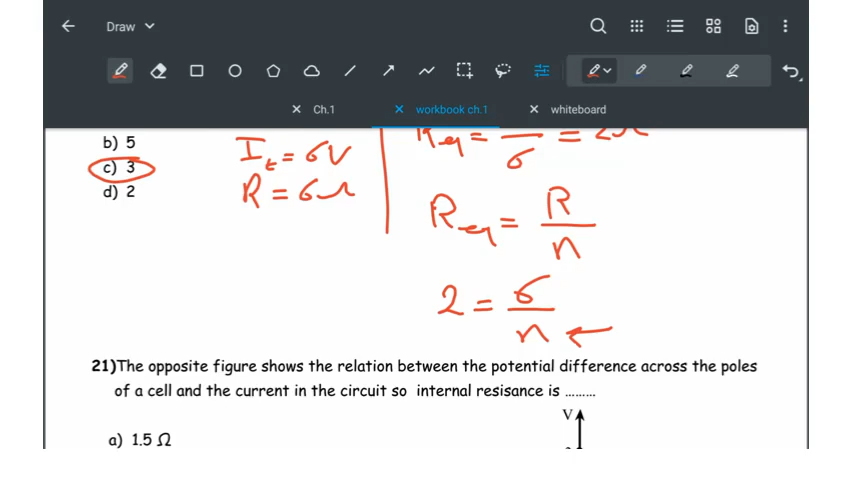 Draw
Ch.1
workbook ch.1
whiteboard
b) 5
c) 3
d) 2
I_t = 6V
R = 6Ω
6
R_eq = R/n
2 = 6/n
21)The opposite figure shows the relation between the potential difference across the poles
of a cell and the current in the circuit so internal resisance is .........
V
a) 1.5 Ω